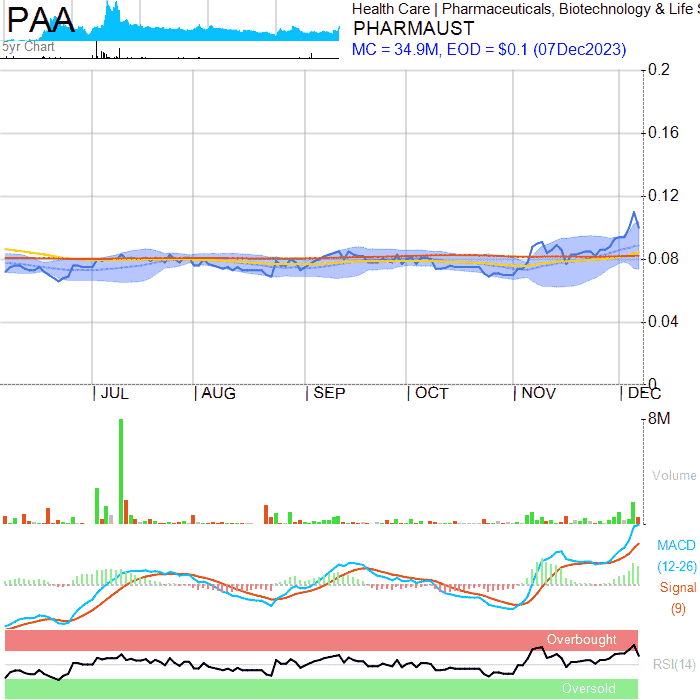 PAA
5yr Chart
Health Care | Pharmaceuticals, Biotechnology & Life
PHARMAUST
MC = 34.9M, EOD = $0.1 (07Dec2023)
0.2
0.16
0.12
0.08
0.04
0
| JUL | AUG | SEP | OCT | NOV | DEC
8M
Volume
MACD
(12-26)
Signal
(9)
Overbought
RSI(14)
Oversold